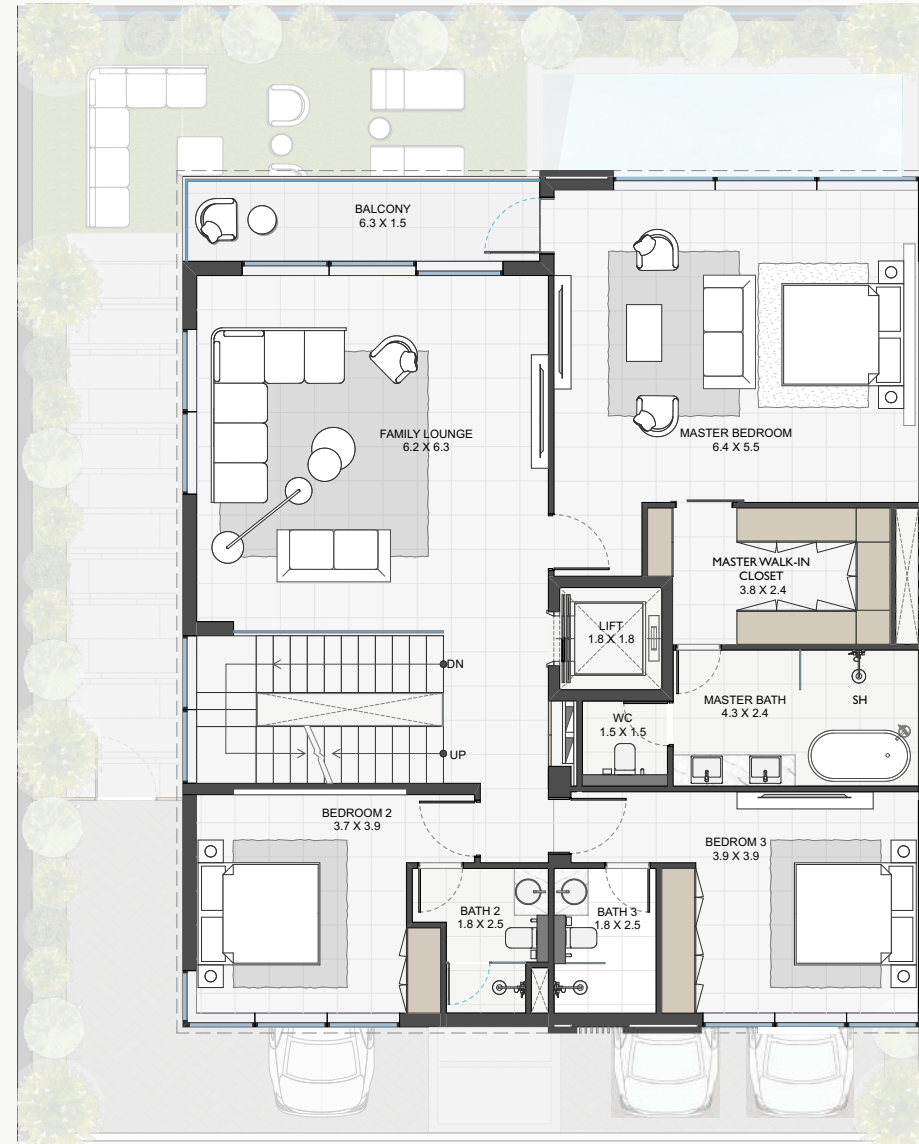 BALCONY
6.3 X 1.5
FAMILY LOUNGE
6.2 X 6.3
MASTER BEDROOM
6.4 X 5.5
MASTER WALK-IN
CLOSET
3.8 X 2.4
LIFT
1.8 X 1.8
DN
MASTER BATH
4.3 X 2.4
SH
WC
1.5 X 1.5
UP
BEDROOM 2
3.7 X 3.9
BEDROM 3
3.9 X 3.9
BATH 2
1.8 X 2.5
BATH 3
1.8 X 2.5